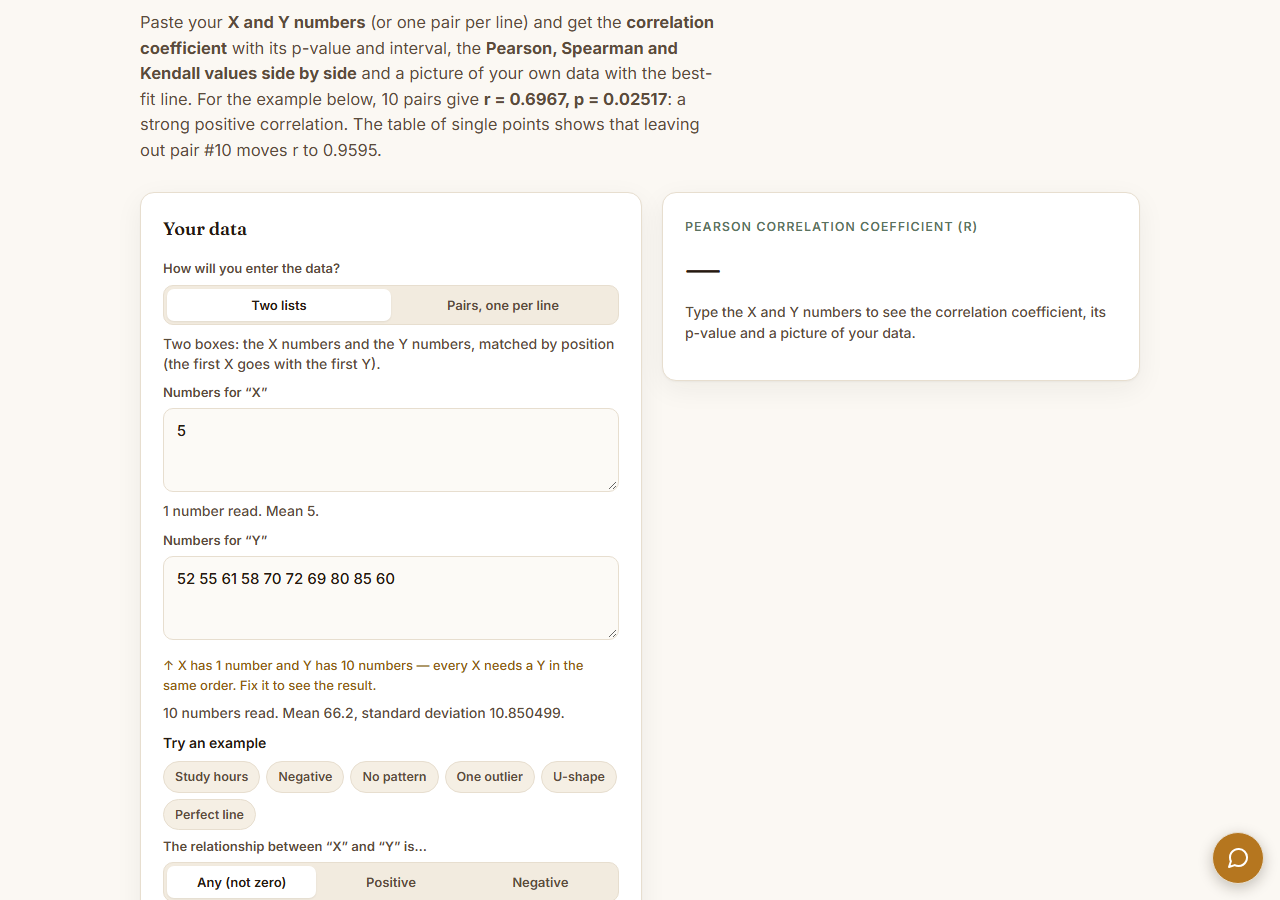 Paste your X and Y numbers (or one pair per line) and get the correlation
coefficient with its p-value and interval, the Pearson, Spearman and
Kendall values side by side and a picture of your own data with the best-
fit line. For the example below, 10 pairs give r = 0.6967, p = 0.02517: a
strong positive correlation. The table of single points shows that leaving
out pair #10 moves r to 0.9595.
Your data
How will you enter the data?
Two lists
Pairs, one per line
Two boxes: the X numbers and the Y numbers, matched by position
(the first X goes with the first Y).
Numbers for “X”
5
1 number read. Mean 5.
Numbers for “Y”
52 55 61 58 70 72 69 80 85 60
↑ X has 1 number and Y has 10 numbers — every X needs a Y in the
same order. Fix it to see the result.
10 numbers read. Mean 66.2, standard deviation 10.850499.
Try an example
Study hours
Negative
No pattern
One outlier
U-shape
Perfect line
The relationship between “X” and “Y” is...
Any (not zero)
Positive
Negative
PEARSON CORRELATION COEFFICIENT (R)
—
Type the X and Y numbers to see the correlation coefficient, its
p-value and a picture of your data.